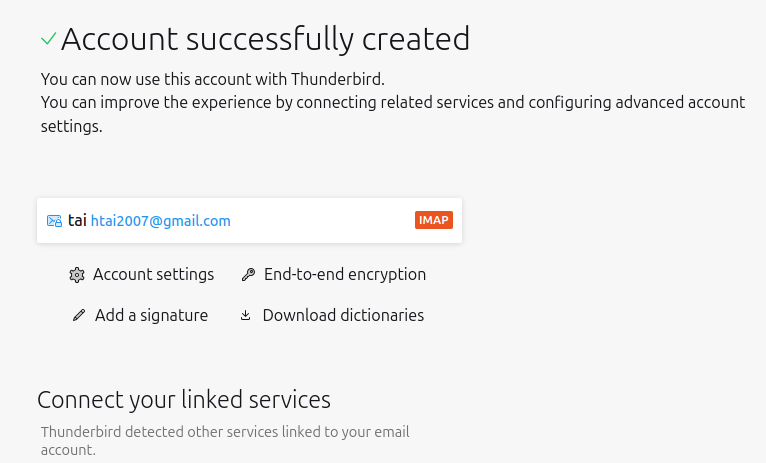 Account successfully created
You can now use this account with Thunderbird.
You can improve the experience by connecting related services and configuring advanced account
settings.
tai htai2007@gmail.com IMAP
Account settings End-to-end encryption
Add a signature Download dictionaries
Connect your linked services
Thunderbird detected other services linked to your email
account.